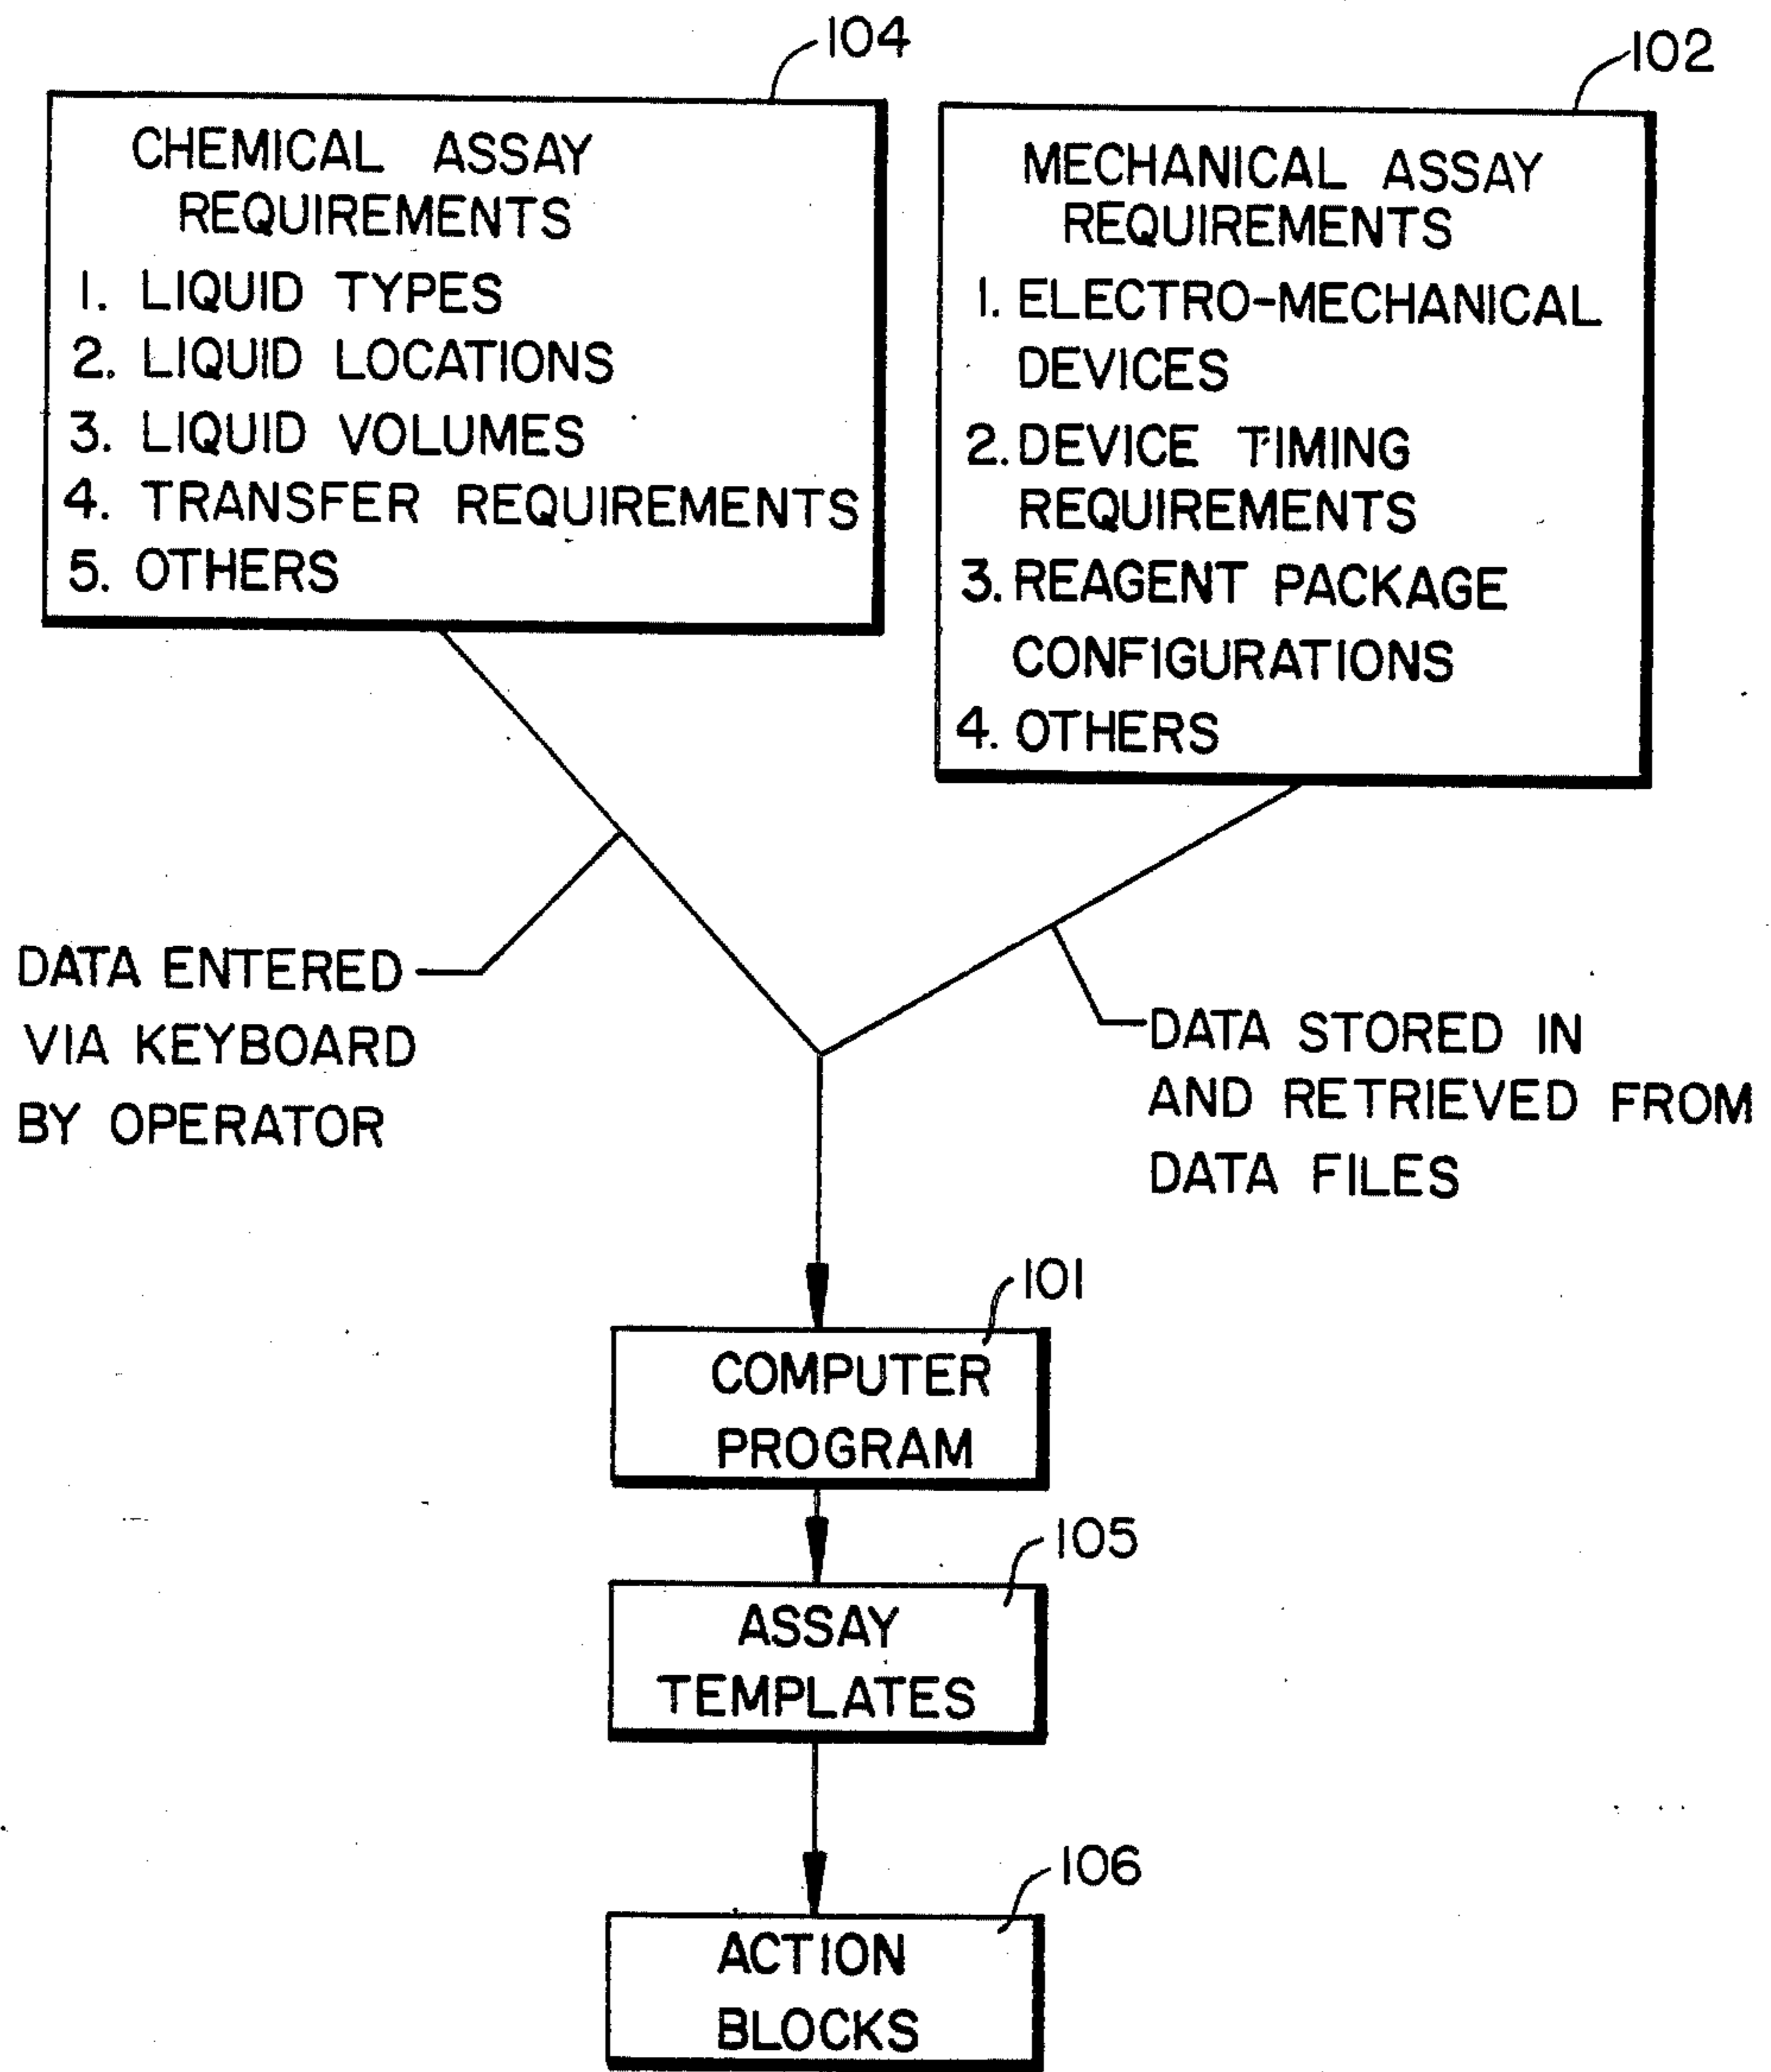 104
CHEMICAL ASSAY
REQUIREMENTS
1. LIQUID TYPES
2. LIQUID LOCATIONS
3. LIQUID VOLUMES
4. TRANSFER REQUIREMENTS
5. OTHERS
102
MECHANICAL ASSAY
REQUIREMENTS
1. ELECTRO-MECHANICAL
DEVICES
2. DEVICE TIMING
REQUIREMENTS
3. REAGENT PACKAGE
CONFIGURATIONS
4. OTHERS
DATA ENTERED
VIA KEYBOARD
BY OPERATOR
DATA STORED IN
AND RETRIEVED FROM
DATA FILES
101
COMPUTER
PROGRAM
105
ASSAY
TEMPLATES
106
ACTION
BLOCKS